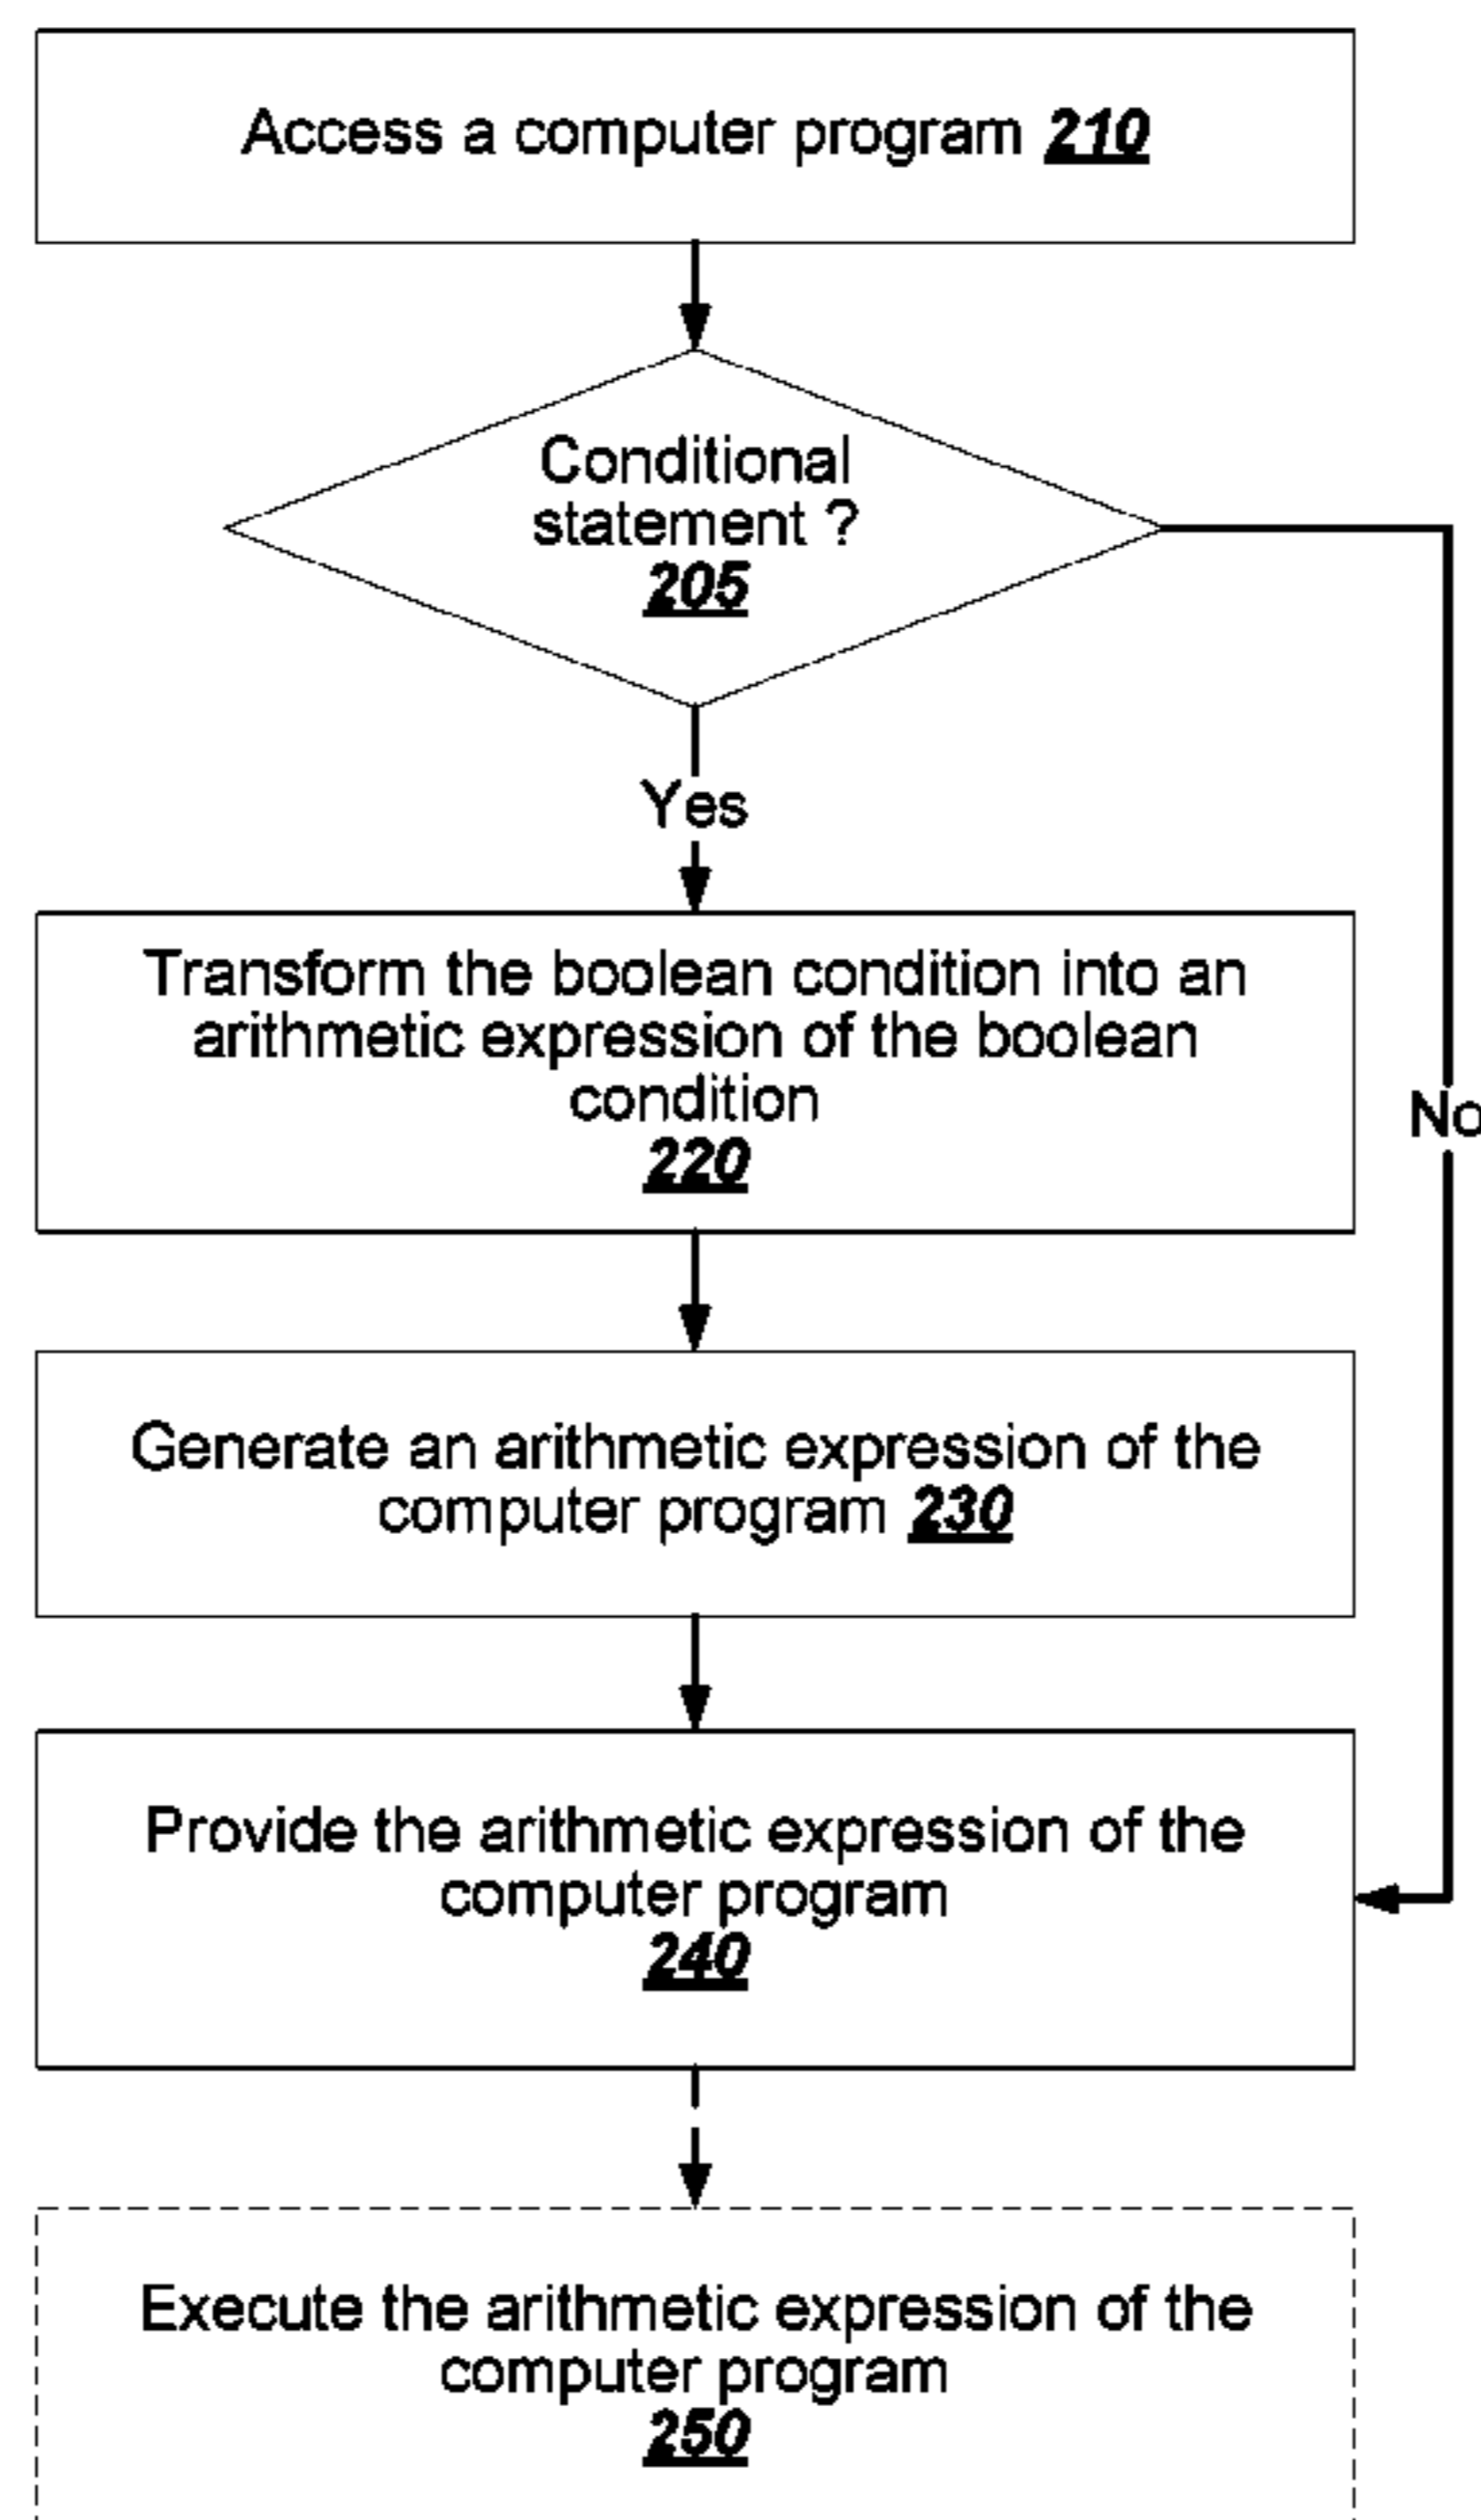 Access a computer program 210
Conditional
statement ?
205
Yes
Transform the boolean condition into an
arithmetic expression of the boolean
condition
220
No
Generate an arithmetic expression of the
computer program 230
Provide the arithmetic expression of the
computer program
240
Execute the arithmetic expression of the
computer program
250